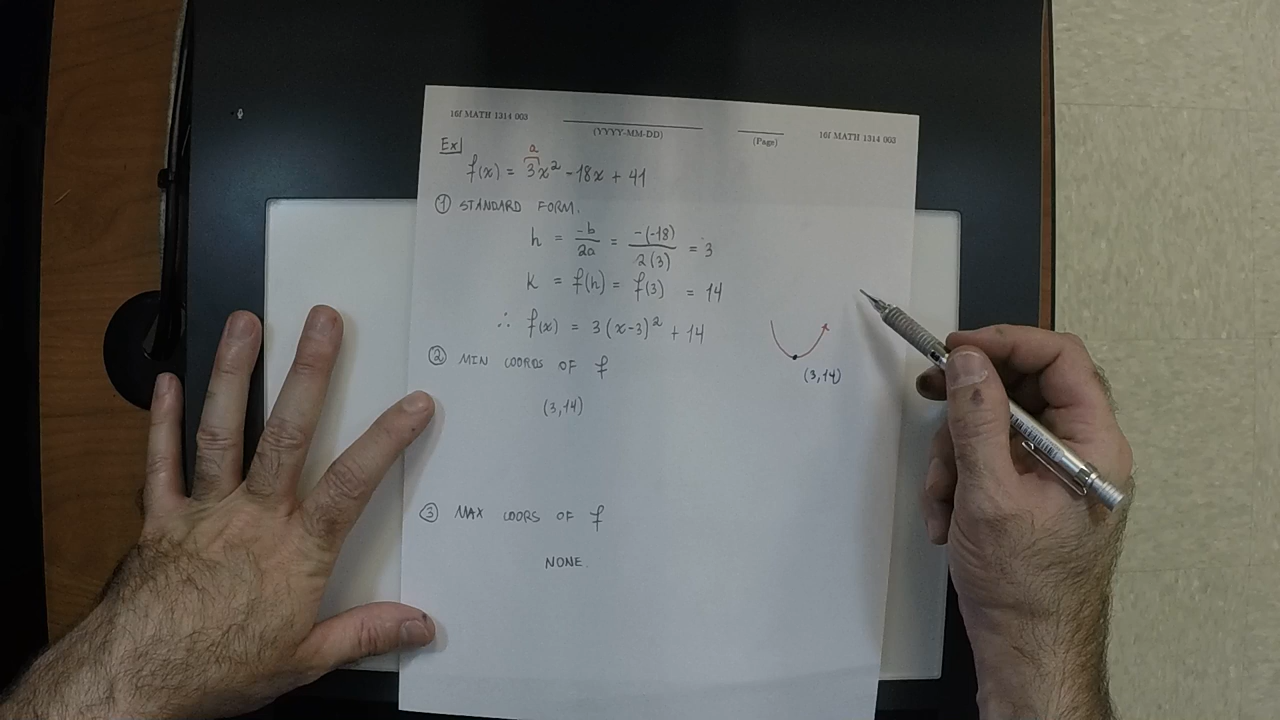 16f MATH 1314 003 (YYYY-MM-DD) (Page) 16f MATH 1314 003
Ex
a
f(x) = 3x² - 18x + 41
① STANDARD FORM.
h = -b/2a = -(-18)/2(3) = 3
k = f(h) = f(3) = 14
∴ f(x) = 3(x-3)² + 14
(3,14)
② MIN COORDS OF f
(3,14)
③ MAX COORS OF f
NONE.